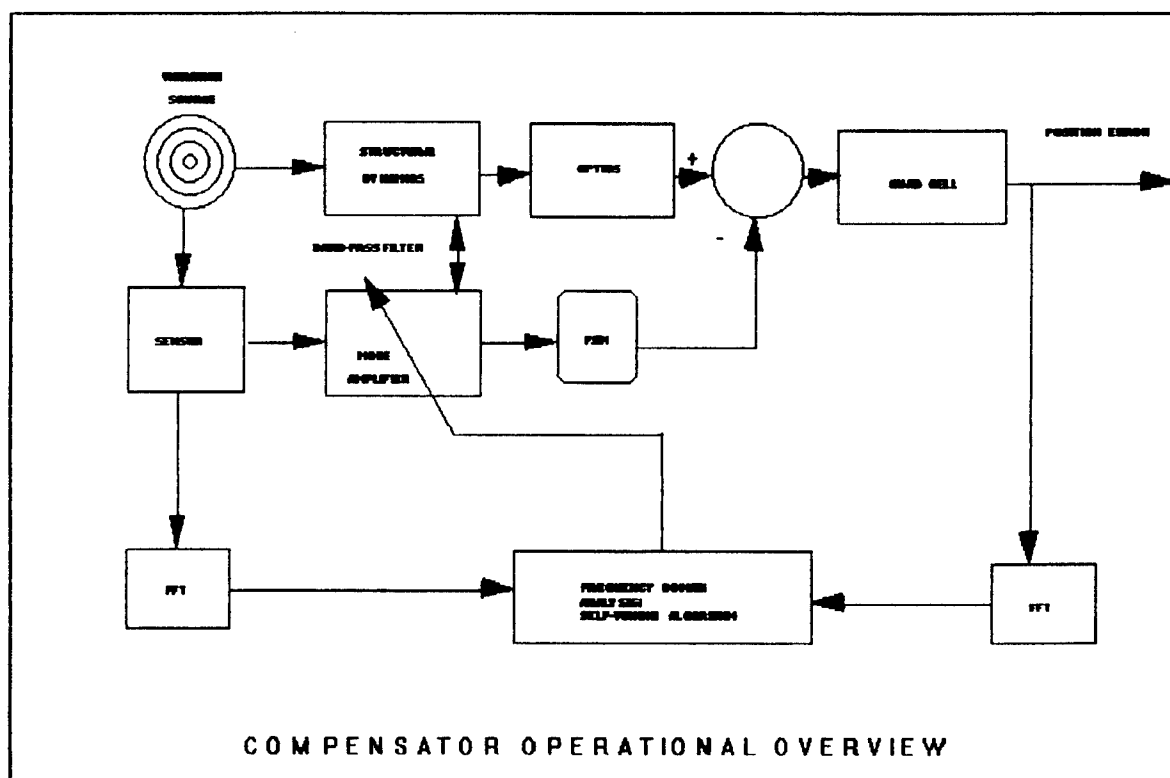 SOURCE
POSITION ERROR
STRUCTURAL
DYNAMICS
OPTICS
+
QUAD CELL
-
BAND-PASS FILTER
SENSOR
MODE
AMPLIFIER
FSM
FFT
FREQUENCY DOMAIN
ANALYSIS/
SELF-TUNING ALGORITHM
FFT
COMPENSATOR OPERATIONAL OVERVIEW